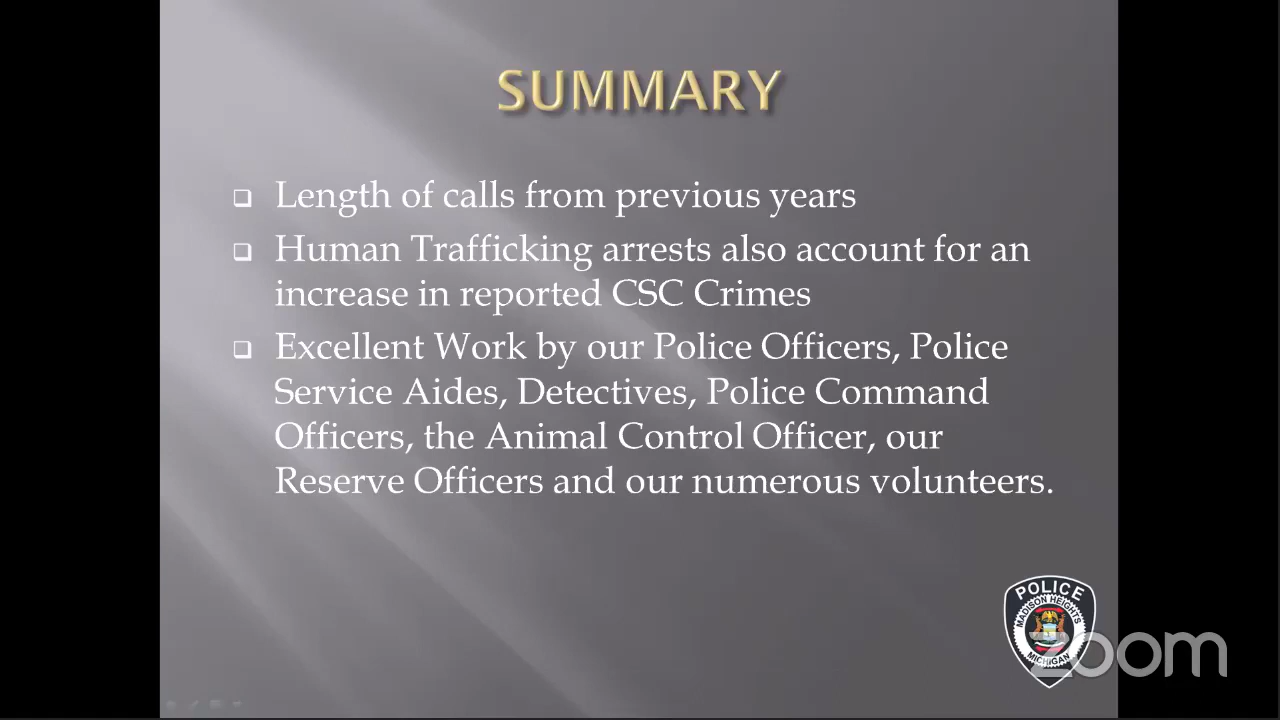 SUMMARY
Length of calls from previous years
Human Trafficking arrests also account for an
increase in reported CSC Crimes
Excellent Work by our Police Officers, Police
Service Aides, Detectives, Police Command
Officers, the Animal Control Officer, our
Reserve Officers and our numerous volunteers.
POLICE
MADISON HEIGHTS
MICHIGAN
zoom